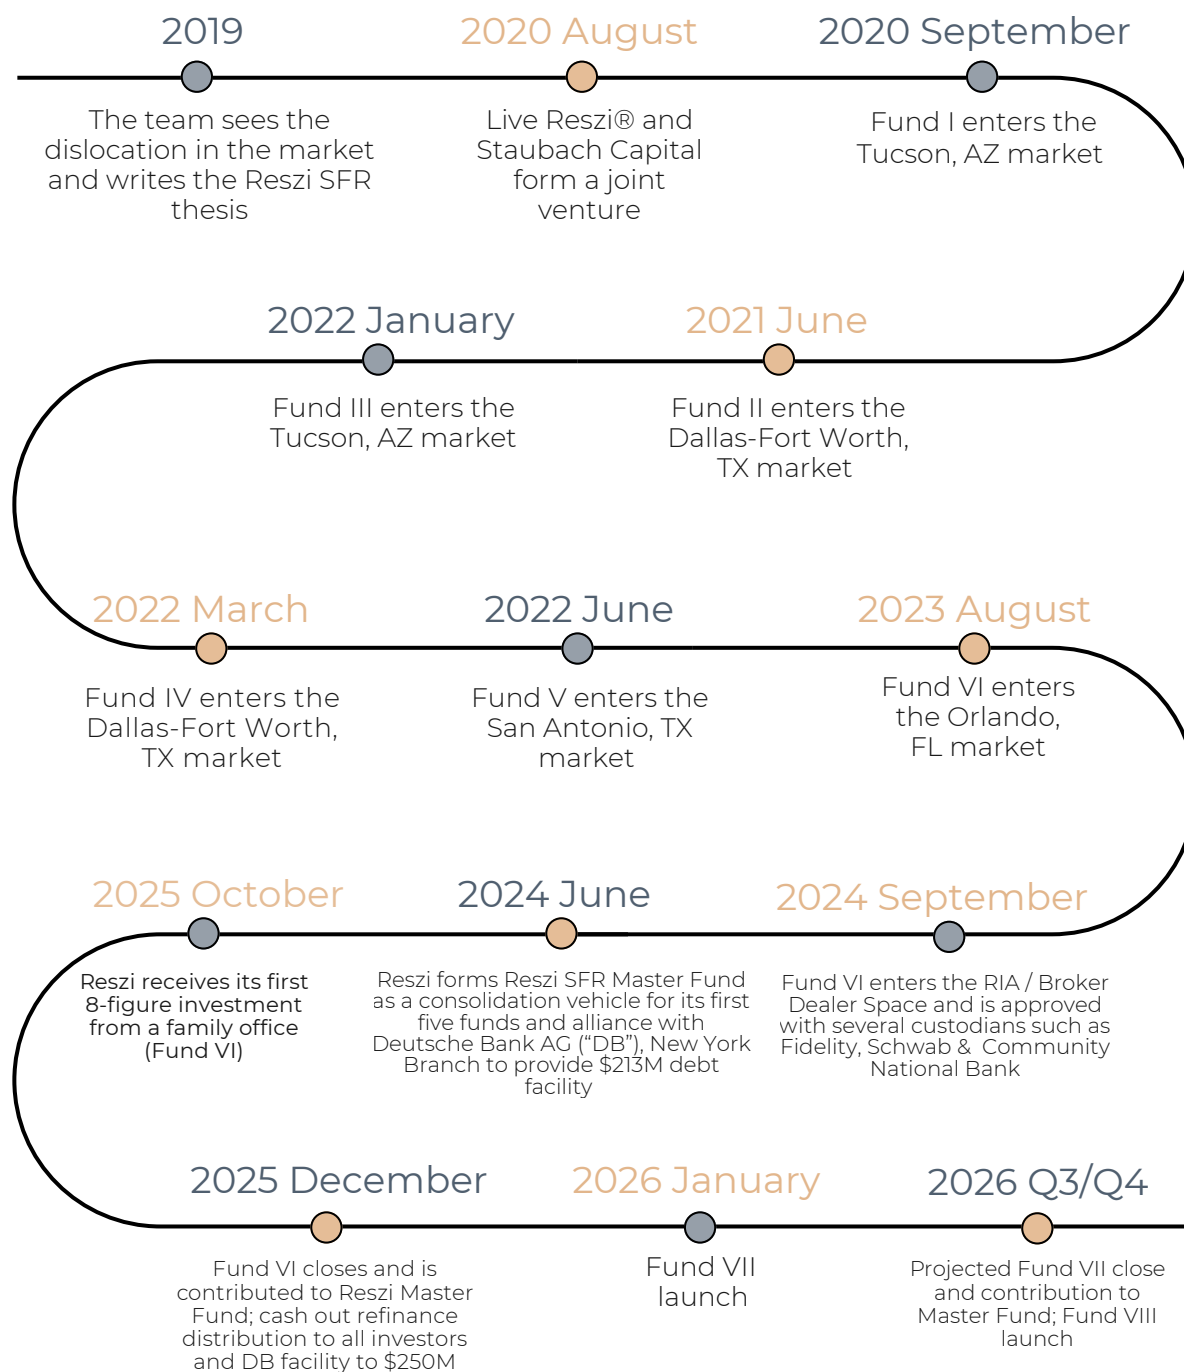 2019
The team sees the
dislocation in the market
and writes the Reszi SFR
thesis
2020 August
Live Reszi® and
Staubach Capital
form a joint
venture
2020 September
Fund I enters the
Tucson, AZ market
2022 January
Fund III enters the
Tucson, AZ market
2021 June
Fund II enters the
Dallas-Fort Worth,
TX market
2022 March
Fund IV enters the
Dallas-Fort Worth,
TX market
2022 June
Fund V enters the
San Antonio, TX
market
2023 August
Fund VI enters
the Orlando,
FL market
2025 October
Reszi receives its first
8-figure investment
from a family office
(Fund VI)
2024 June
Reszi forms Reszi SFR Master Fund
as a consolidation vehicle for its first
five funds and alliance with
Deutsche Bank AG (“DB”), New York
Branch to provide $213M debt
facility
2024 September
Fund VI enters the RIA / Broker
Dealer Space and is approved
with several custodians such as
Fidelity, Schwab & Community
National Bank
2025 December
Fund VI closes and is
contributed to Reszi Master
Fund; cash out refinance
distribution to all investors
and DB facility to $250M
2026 January
Fund VII
launch
2026 Q3/Q4
Projected Fund VII close
and contribution to
Master Fund; Fund VIII
launch